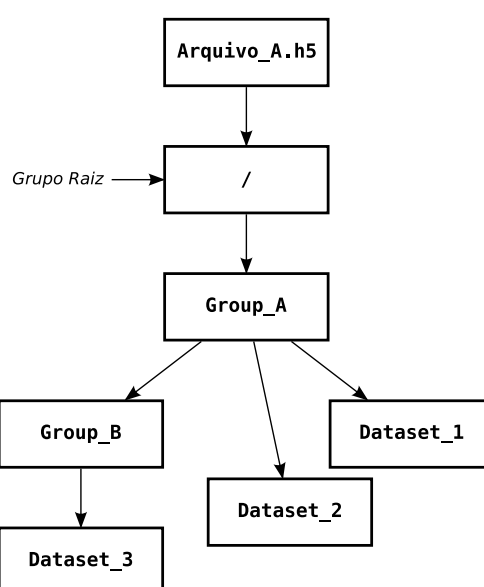 Arquivo_A.h5
Grupo Raiz
/
Group_A
Group_B
Dataset_1
Dataset_2
Dataset_3